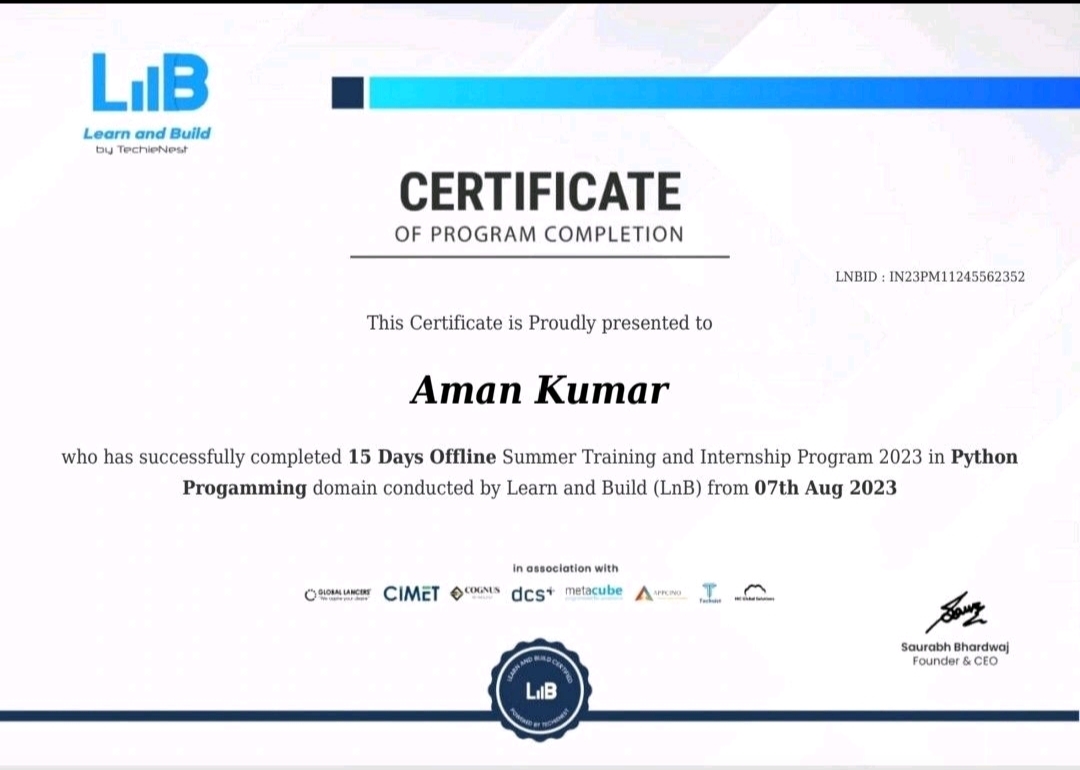 LnB
Learn and Build
by TechieNest
CERTIFICATE
OF PROGRAM COMPLETION
LNBID : IN23PM11245562352
This Certificate is Proudly presented to
Aman Kumar
who has successfully completed 15 Days Offline Summer Training and Internship Program 2023 in Python
Progamming domain conducted by Learn and Build (LnB) from 07th Aug 2023
in association with
GLOBAL LANCERS CIMET COGNUS dcs+ metacube
Saurabh Bhardwaj
Founder & CEO
LEARN AND BUILD CERTIFIED
LnB
POWERED BY TECHIENEST